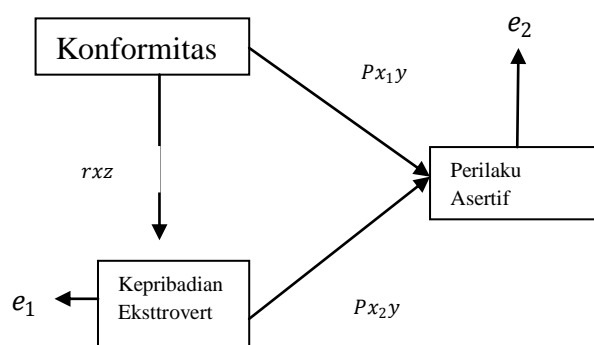 e₂
Konformitas
Px₁y
rxz
Perilaku
Asertif
Kepribadian
Eksttrovert
e₁
Px₂y